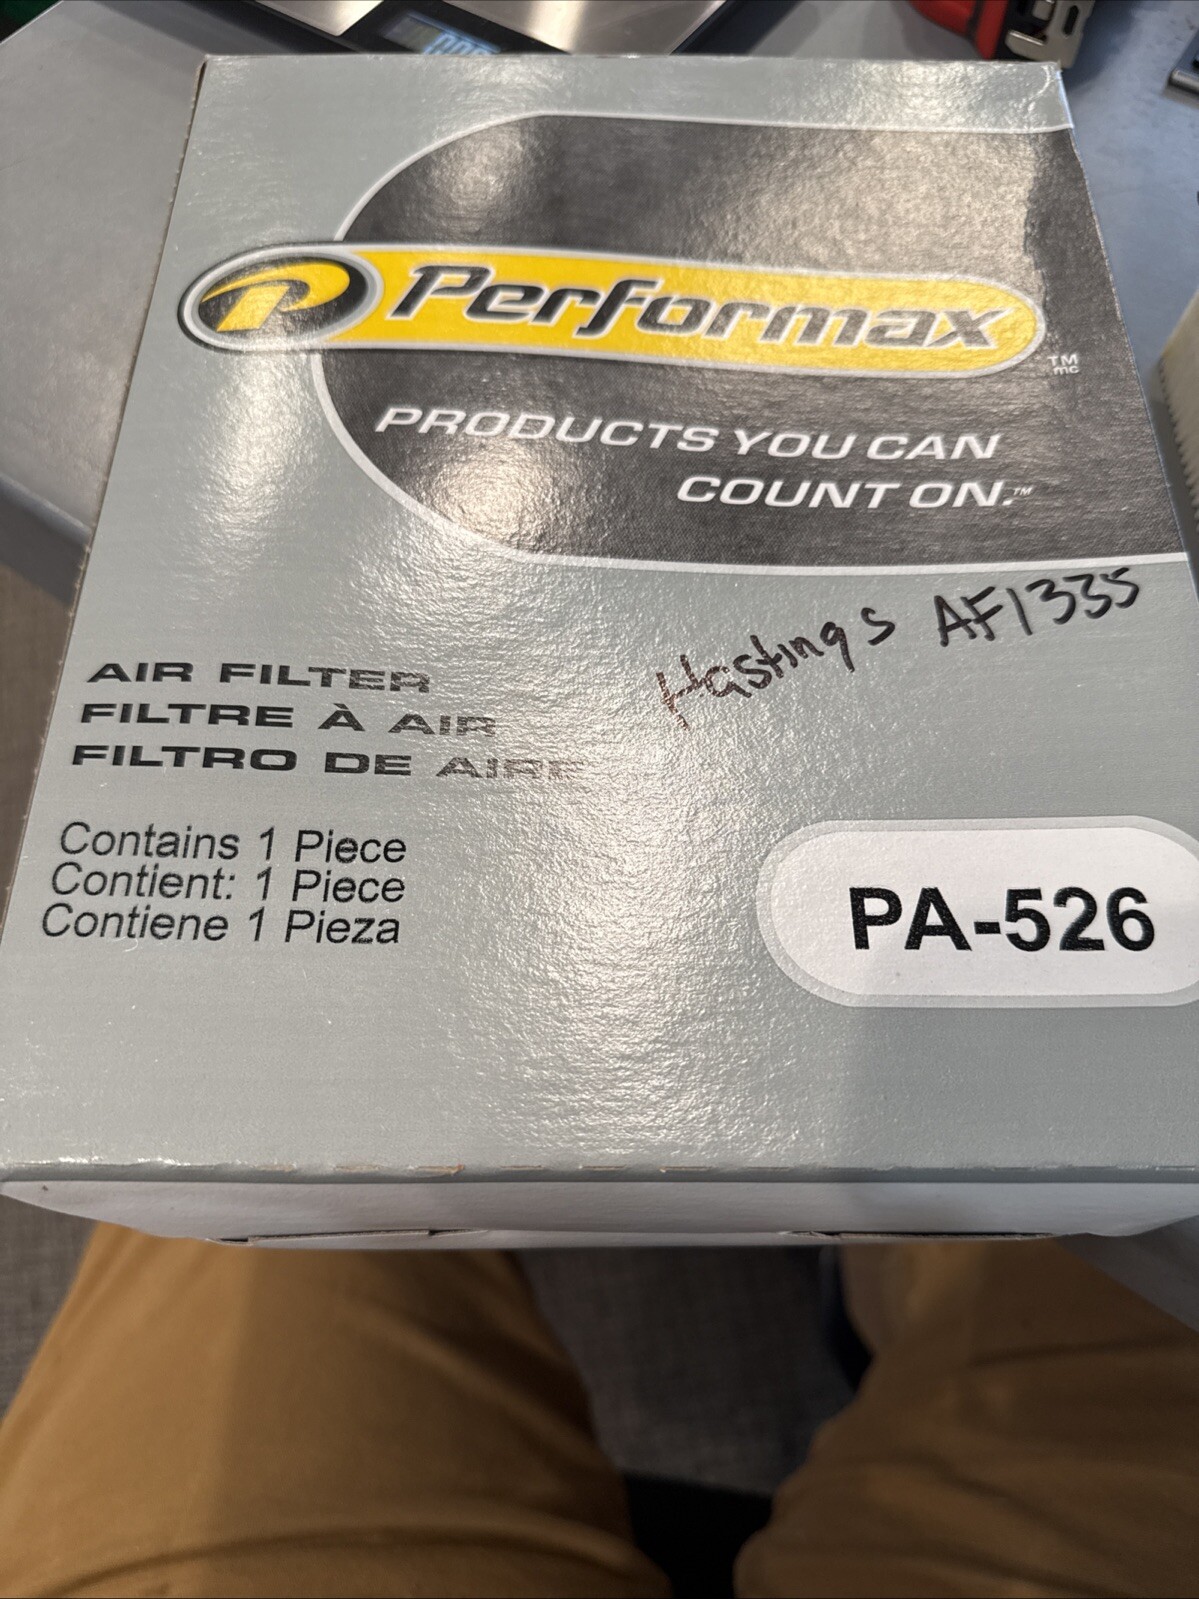 Performax
TM
mc
PRODUCTS YOU CAN
COUNT ON.™
Hastings AF1335
AIR FILTER
FILTRE À AIR
FILTRO DE AIRE
Contains 1 Piece
Contient: 1 Piece
Contiene 1 Pieza
PA-526